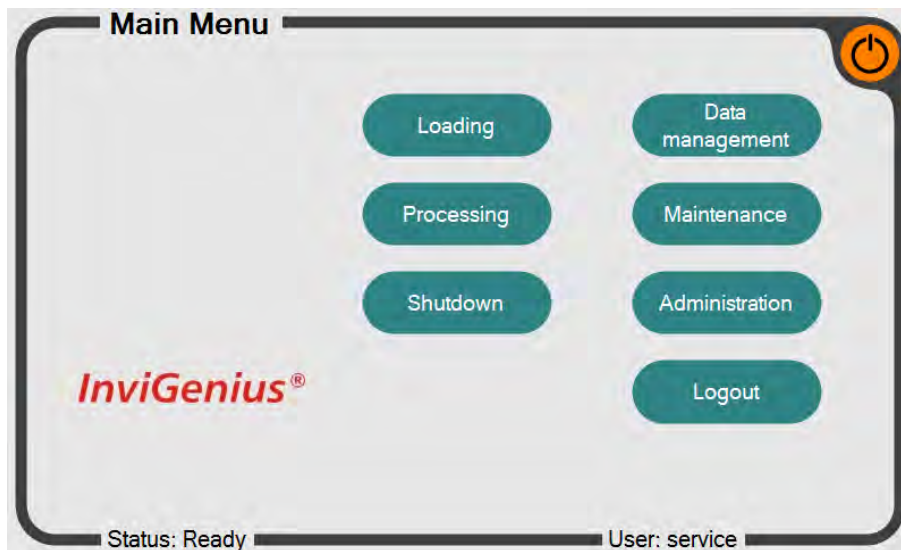 Main Menu
Loading
Data
management
Processing
Maintenance
Shutdown
Administration
InviGenius®
Logout
Status: Ready
User: service